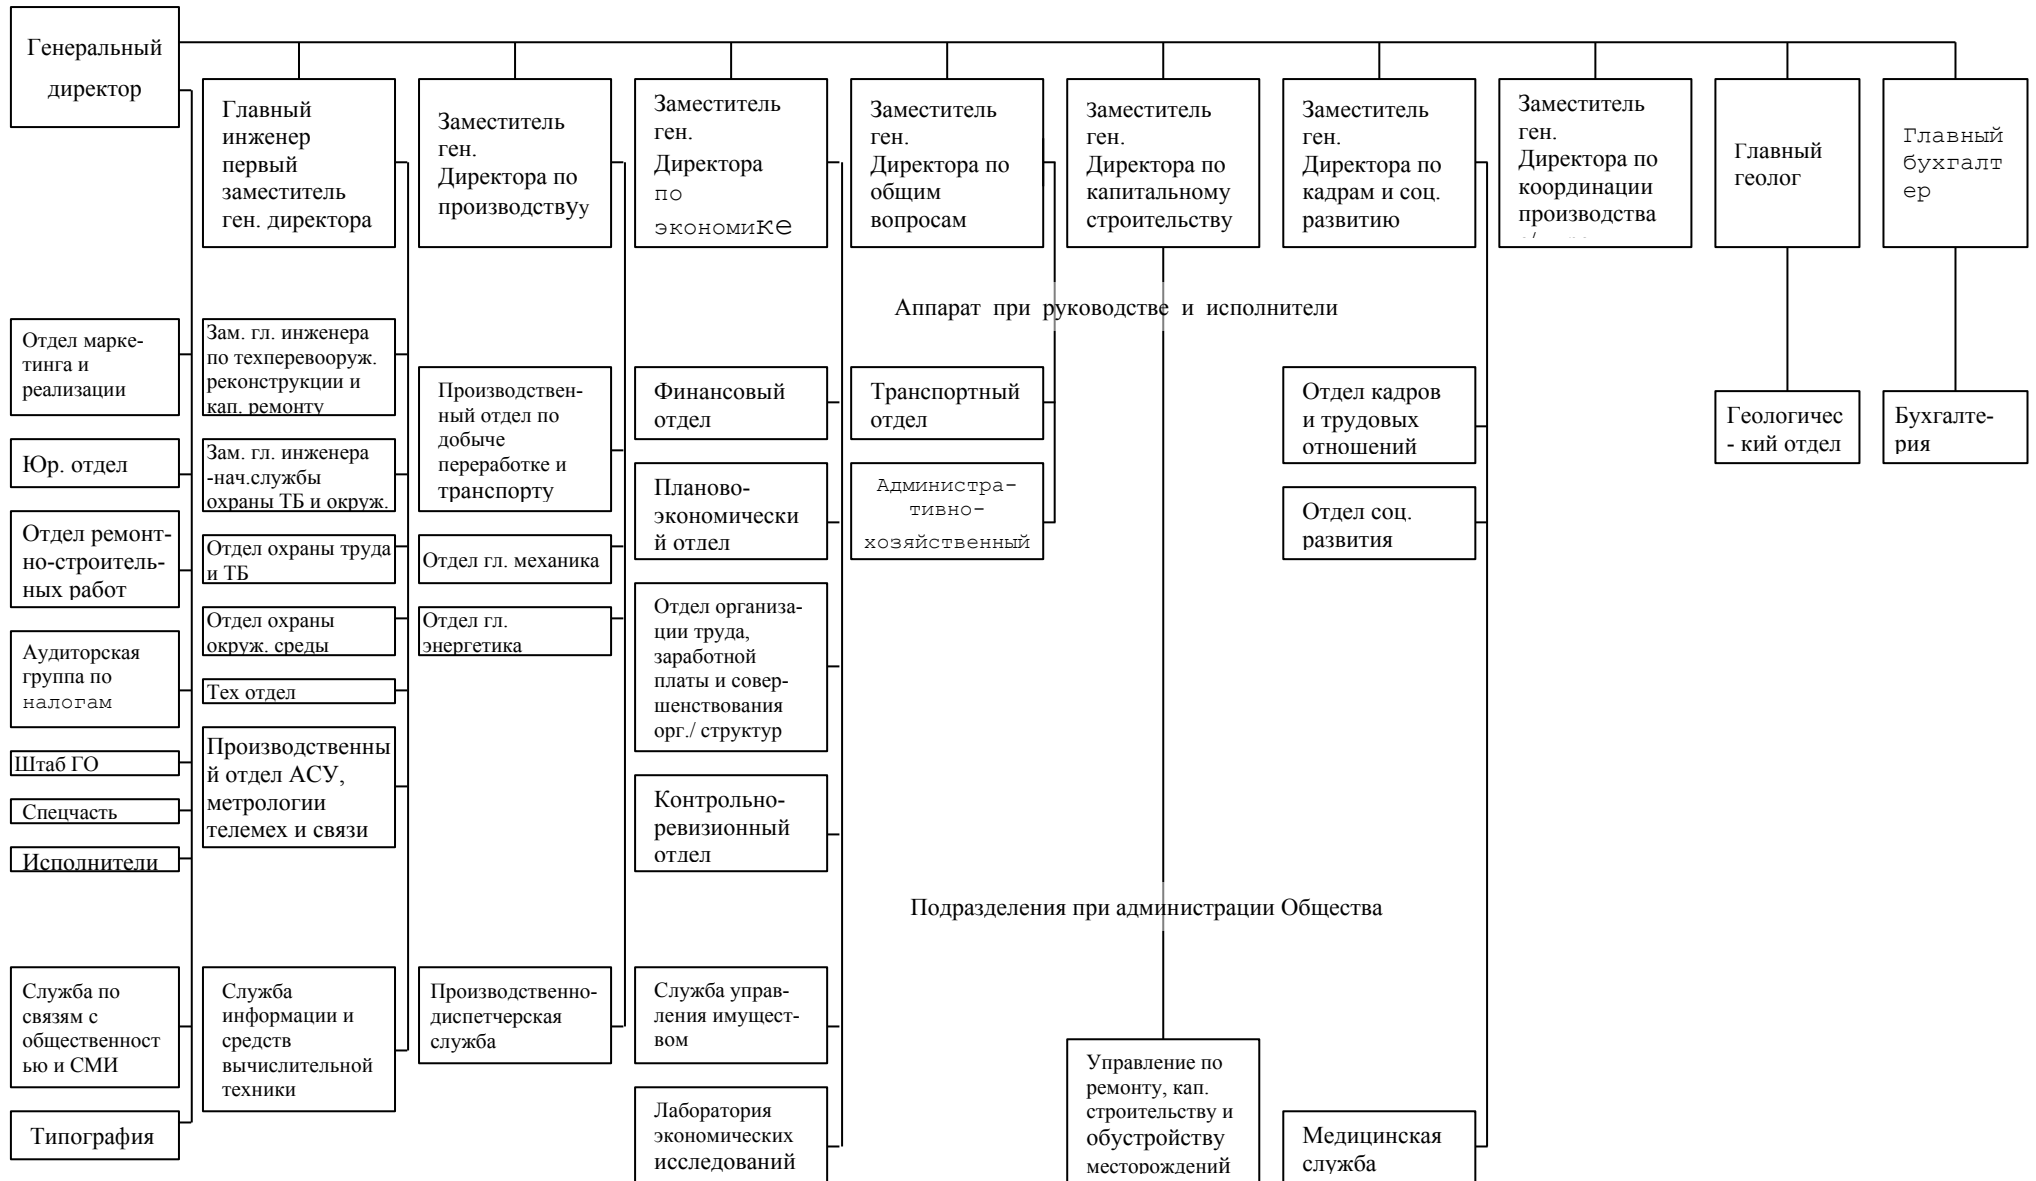 Генеральный
директор
Главный
инженер
первый
заместитель
ген. директора
Заместитель
ген.
Директора по
производствуу
Заместитель
ген.
Директора
по
экономике
Заместитель
ген.
Директора по
общим
вопросам
Заместитель
ген.
Директора по
капитальному
строительству
Заместитель
ген.
Директора по
кадрам и соц.
развитию
Заместитель
ген.
Директора по
координации
производства
Главный
геолог
Главный
бухгалт
ер
Аппарат при руководстве и исполнители
Отдел марке-
тинга и
реализации
Юр. отдел
Отдел ремонт-
но-строитель-
ных работ
Аудиторская
группа по
налогам
Штаб ГО
Спецчасть
Исполнители
Зам. гл. инженера
по техперевооруж.
реконструкции и
кап. ремонту
Зам. гл. инженера
-нач.службы
охраны ТБ и окруж.
Отдел охраны труда
и ТБ
Отдел охраны
окруж. среды
Тех отдел
Производственны
й отдел АСУ,
метрологии
телемех и связи
Производствен-
ный отдел по
добыче
переработке и
транспорту
Отдел гл. механика
Отдел гл.
энергетика
Финансовый
отдел
Планово-
экономически
й отдел
Отдел организа-
ции труда,
заработной
платы и совер-
шенствования
орг./ структур
Контрольно-
ревизионный
отдел
Транспортный
отдел
Администра-
тивно-
хозяйственный
Отдел кадров
и трудовых
отношений
Отдел соц.
развития
Геологичес
- кий отдел
Бухгалте-
рия
Подразделения при администрации Общества
Служба по
связям с
общественност
ью и СМИ
Типография
Служба
информации и
средств
вычислительной
техники
Производственно-
диспетчерская
служба
Служба управ-
ления имущест-
вом
Лаборатория
экономических
исследований
Управление по
ремонту, кап.
строительству и
обустройству
месторождений
Медицинская
служба